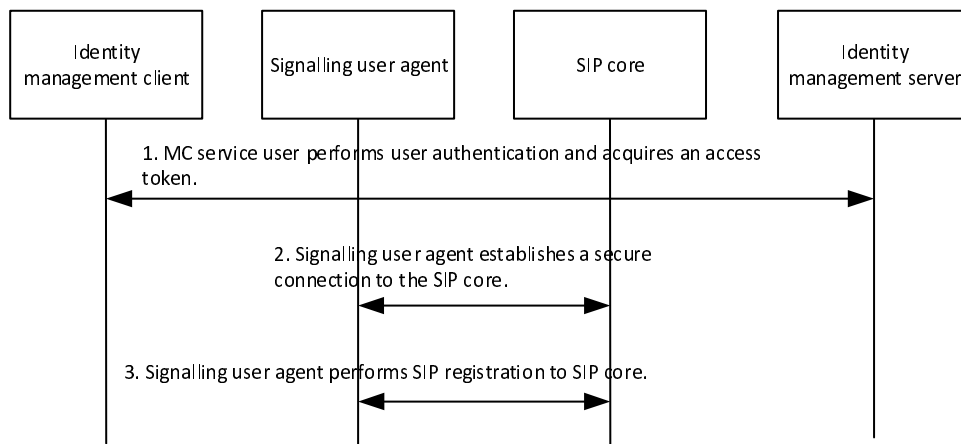 Identity
management client
Signalling user agent
SIP core
Identity
management server
1. MC service user performs user authentication and acquires an access
token.
2. Signalling user agent establishes a secure
connection to the SIP core.
3. Signalling user agent performs SIP registration to SIP core.